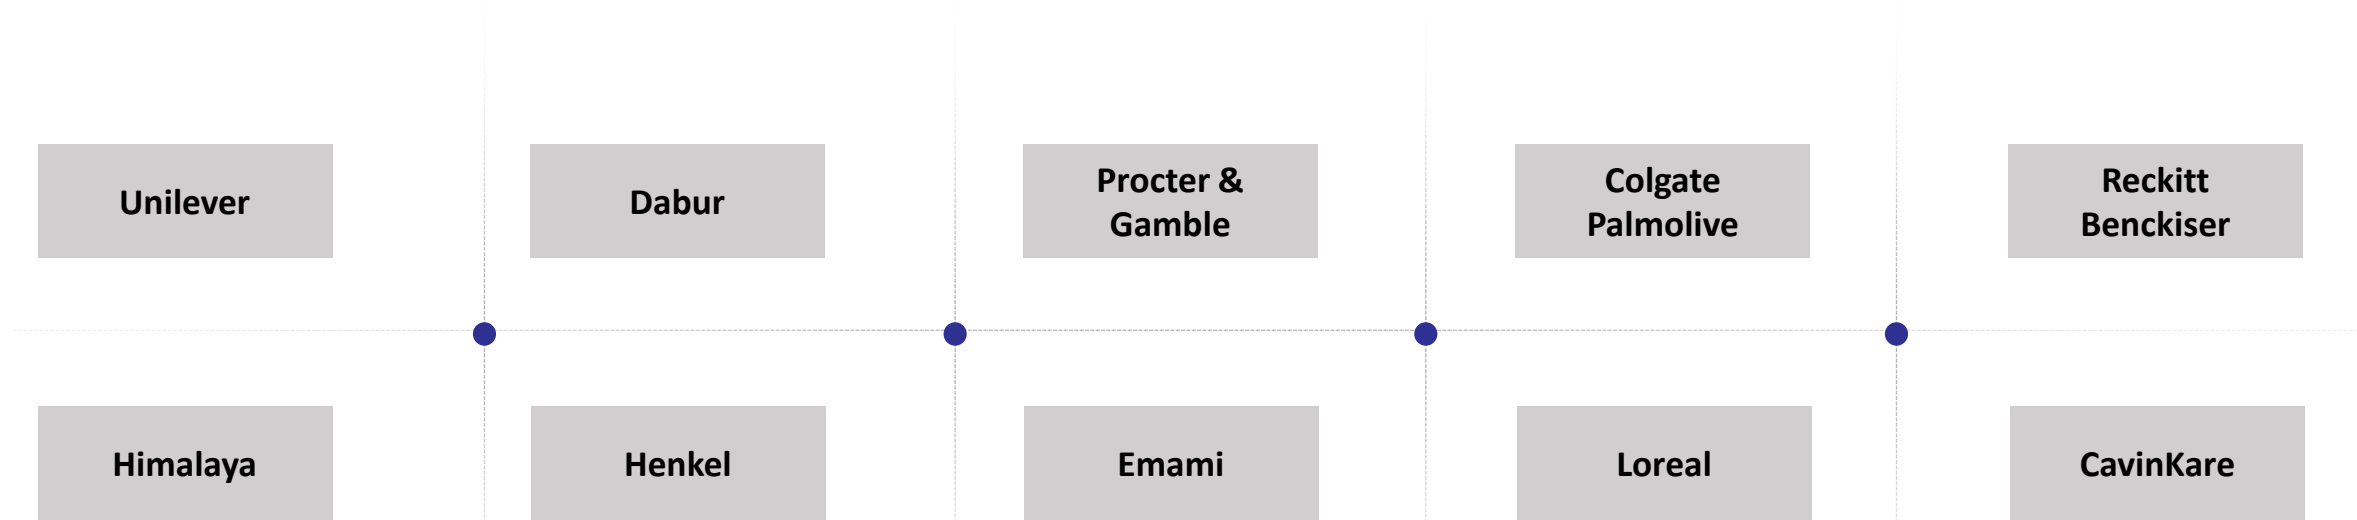 Unilever
Dabur
Procter &
Gamble
Colgate
Palmolive
Reckitt
Benckiser
Himalaya
Henkel
Emami
Loreal
CavinKare